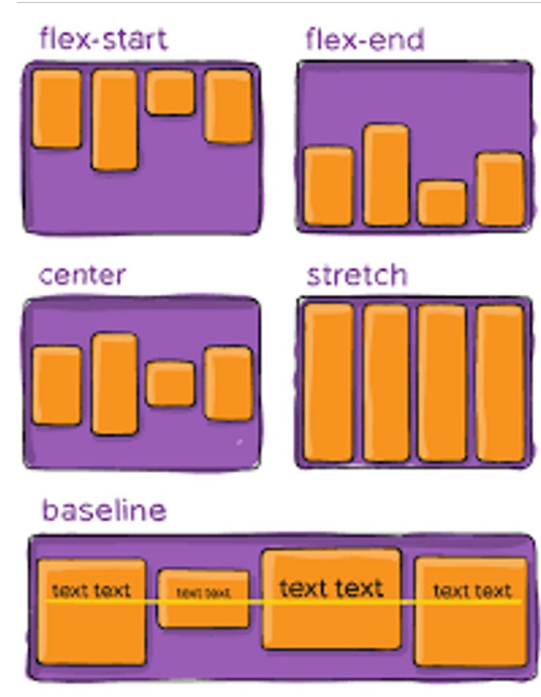 flex-start
flex-end
center
stretch
baseline
text text
text text
text text
text text